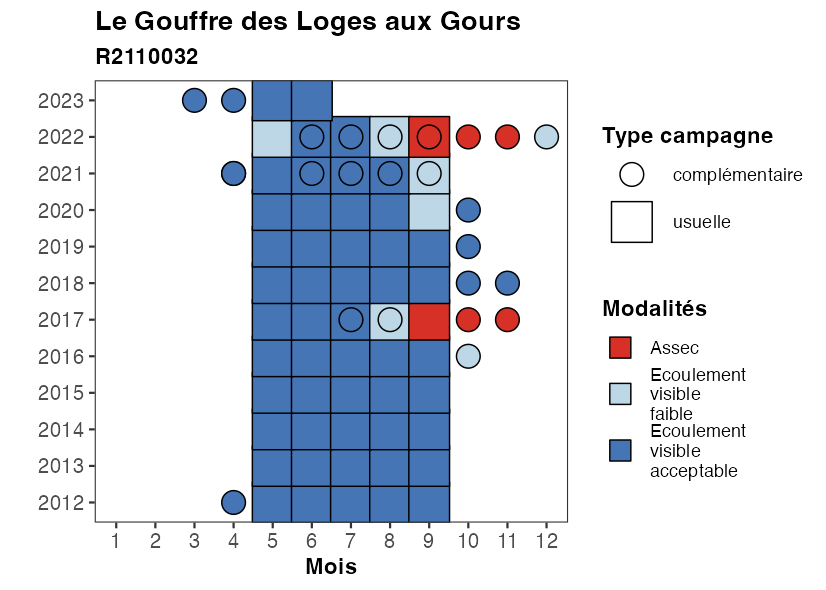 Le Gouffre des Loges aux Gours
R2110032
2023
2022
2021
2020
2019
2018
2017
2016
2015
2014
2013
2012
1 2 3 4 5 6 7 8 9 10 11 12
Mois
Type campagne
complémentaire
usuelle
Modalités
Assec
Ecoulement
visible
faible
Ecoulement
visible
acceptable